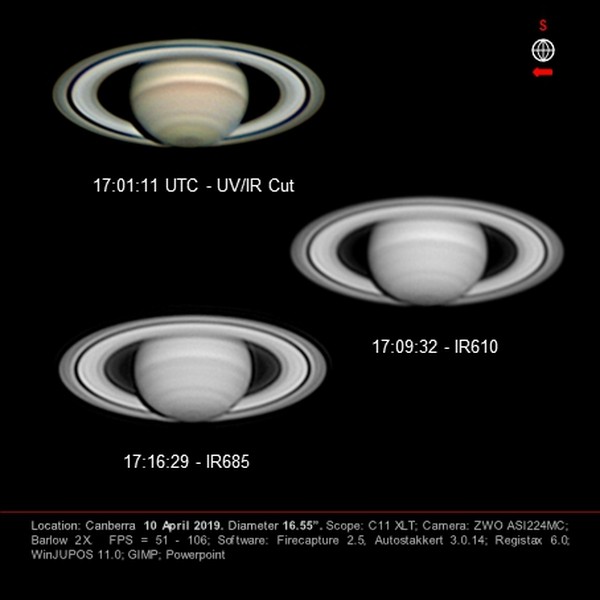 S
17:01:11 UTC - UV/IR Cut
17:09:32 - IR610
17:16:29 - IR685
Location: Canberra 10 April 2019. Diameter 16.55”. Scope: C11 XLT; Camera: ZWO ASI224MC;
Barlow 2X FPS = 51 - 106; Software: Firecapture 2.5, Autostakkert 3.0.14; Registax 6.0;
WinJUPOS 11.0; GIMP; Powerpoint